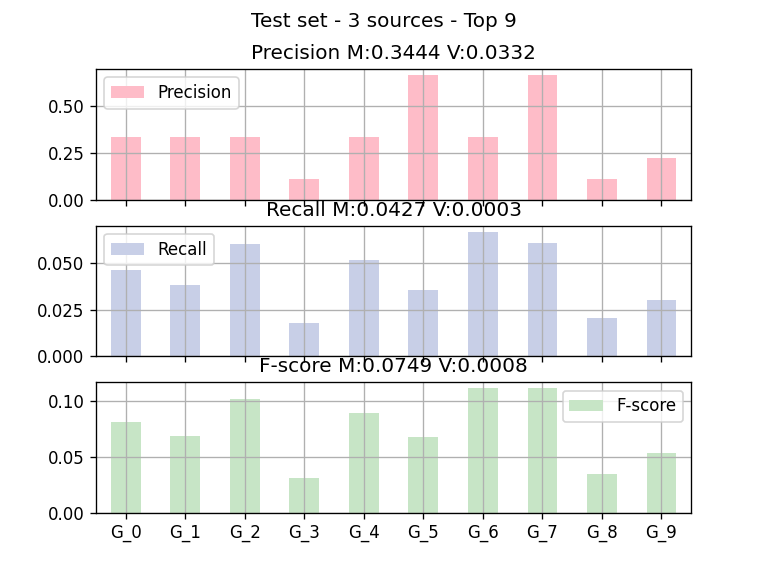 Test set - 3 sources - Top 9
Precision M:0.3444 V:0.0332
Precision
0.50
0.25
0.00
Recall M:0.0427 V:0.0003
Recall
0.050
0.025
0.000
F-score M:0.0749 V:0.0008
F-score
0.10
0.05
0.00
G_0 G_1 G_2 G_3 G_4 G_5 G_6 G_7 G_8 G_9